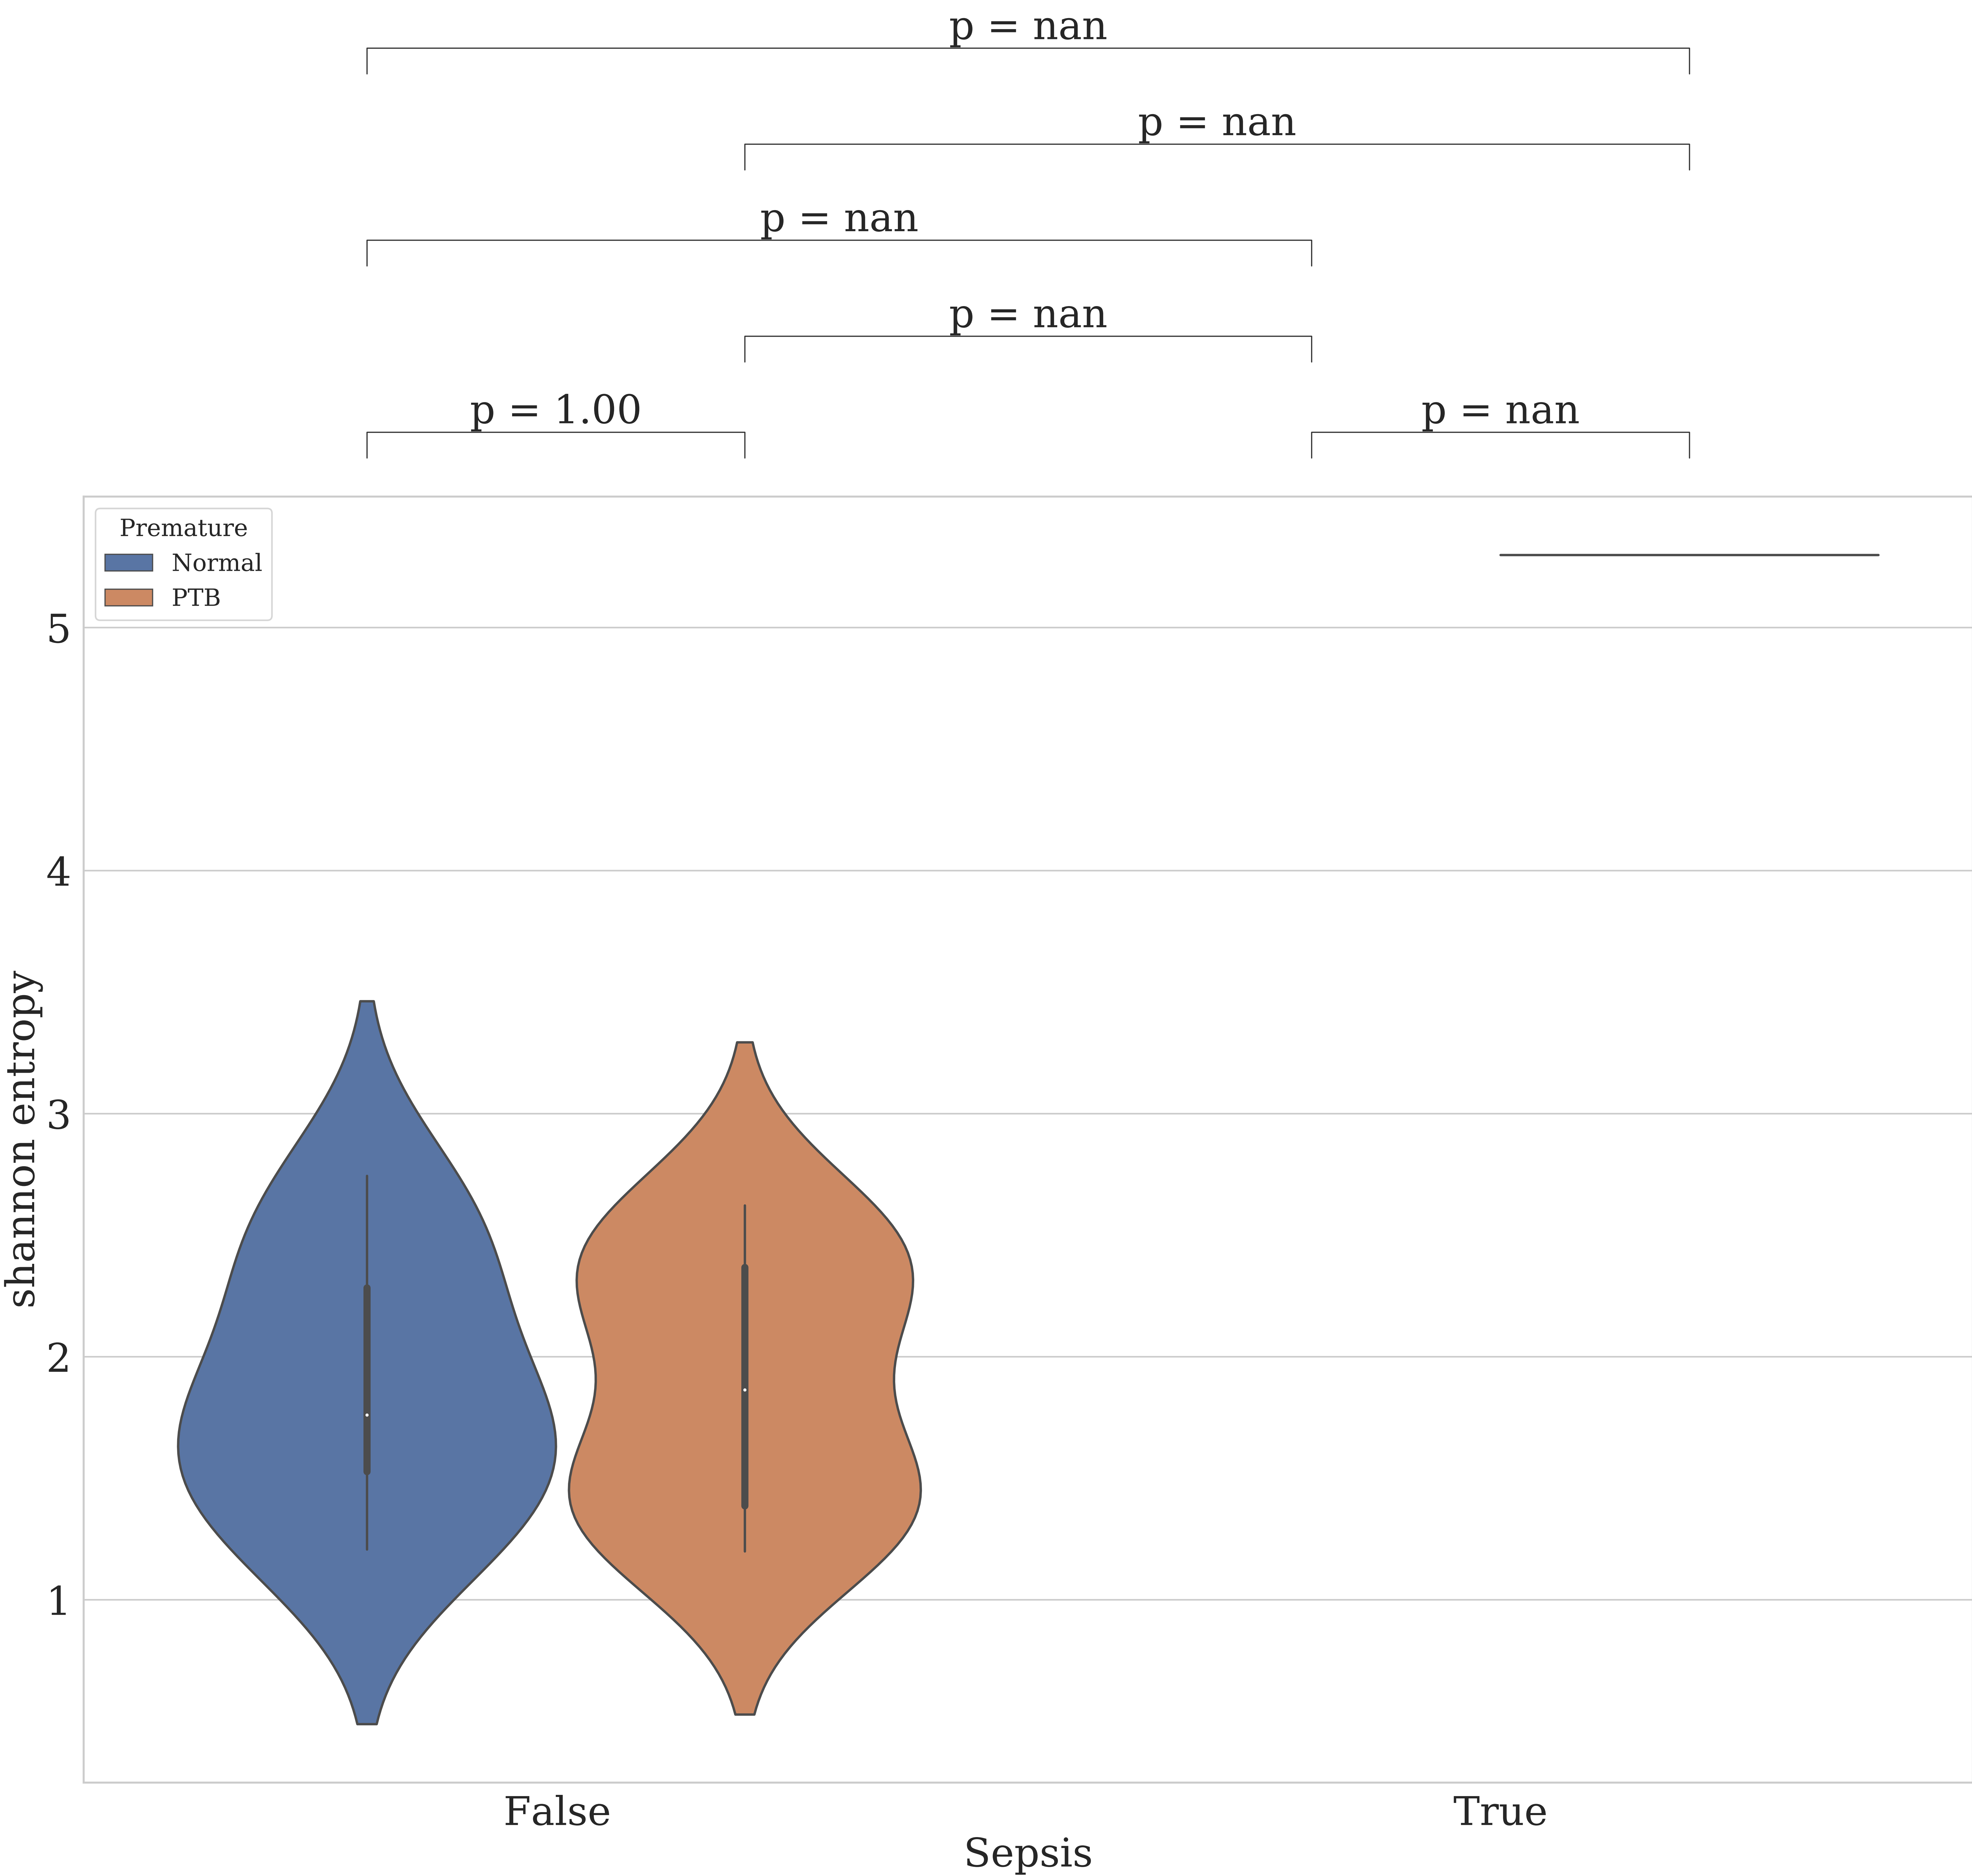 p = nan
p = nan
p = nan
p = nan
p = 1.00
p = nan
Premature
Normal
PTB
5
4
3
2
1
shannon entropy
False
True
Sepsis